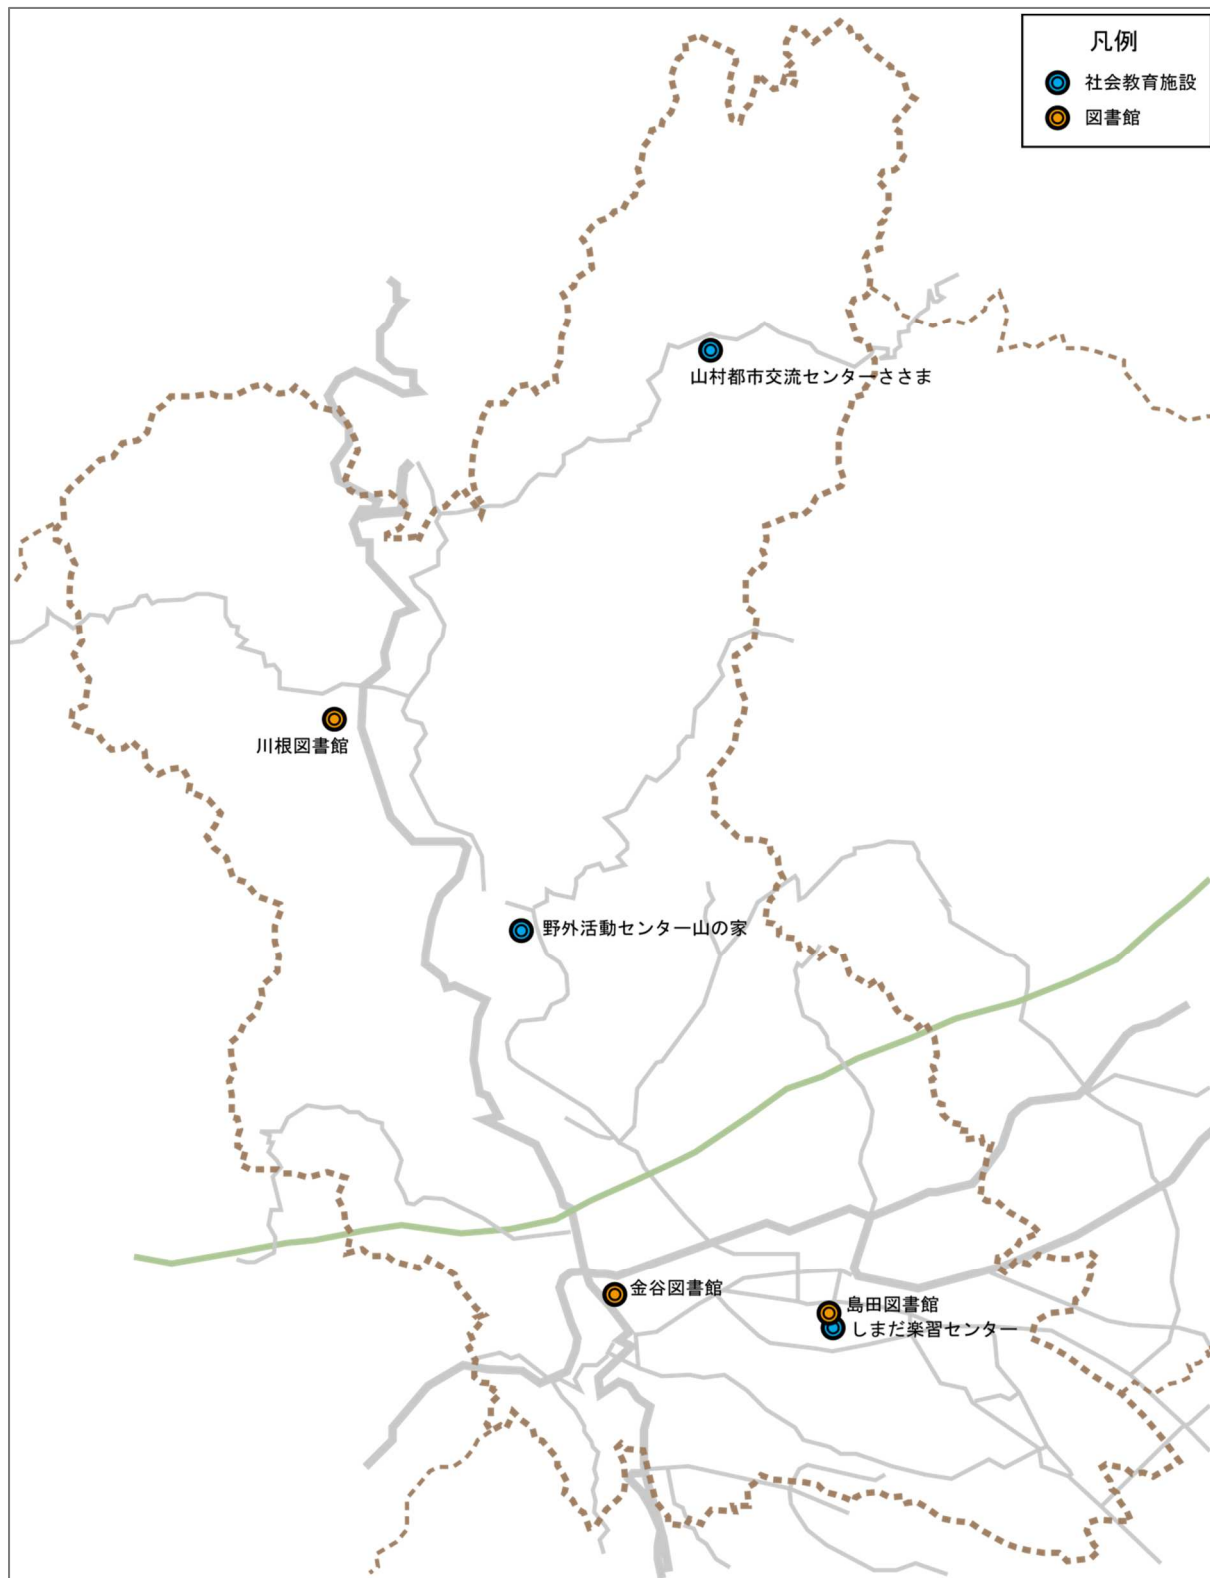 凡例
社会教育施設
図書館
山村都市交流センターささま
川根図書館
野外活動センター山の家
金谷図書館
島田図書館
しまだ楽習センター